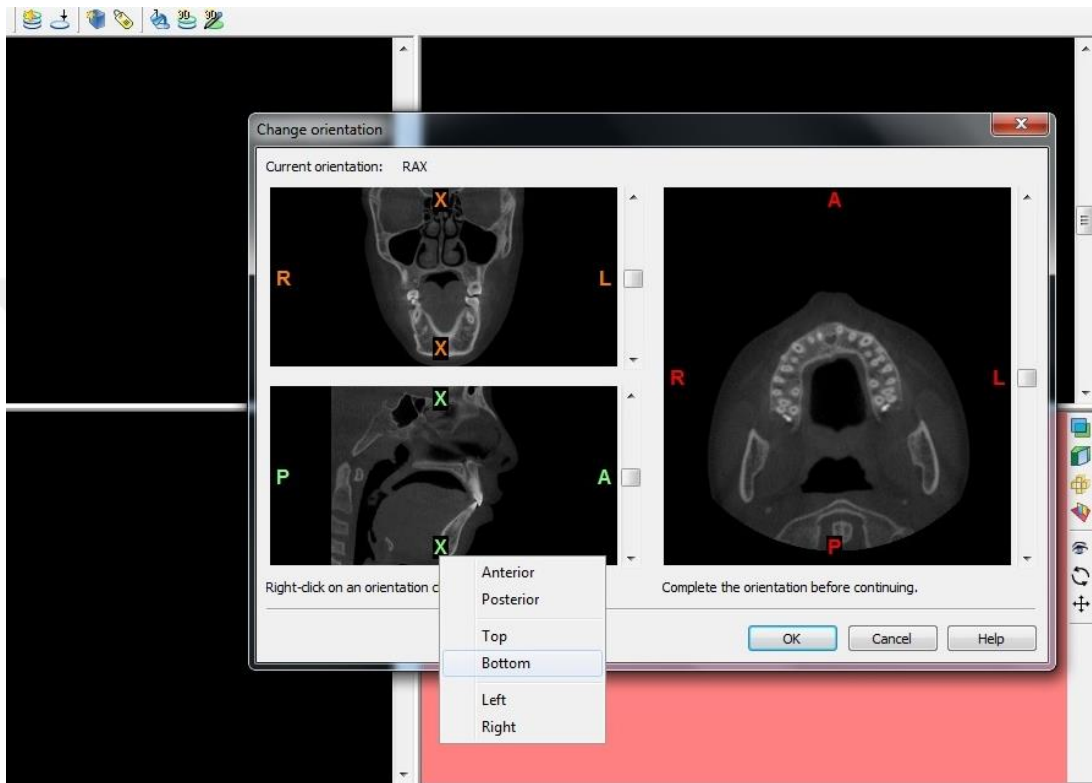 Change orientation
Current orientation: RAX
X
R L
X
X
P A
X
A
R L
P
Right-click on an orientation c
Complete the orientation before continuing.
OK Cancel Help
Anterior
Posterior
Top
Bottom
Left
Right